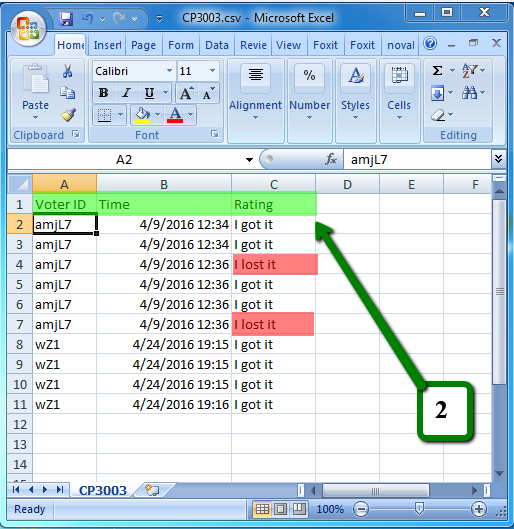 CP3003.csv - Microsoft Excel
Home Insert Page Form Data Rev View Foxit Foxit noval
Calibri 11 Σ
Paste B I U A A % Alignment Number Styles Cells
A
Clipboard Font Editing
A2 fx amjL7
A B C D E F
1 Voter ID Time Rating
2 amjL7 4/9/2016 12:34 I got it
3 amjL7 4/9/2016 12:34 I got it
4 amjL7 4/9/2016 12:36 I lost it
5 amjL7 4/9/2016 12:36 I got it
6 amjL7 4/9/2016 12:36 I got it
7 amjL7 4/9/2016 12:36 I lost it
8 wZ1 4/24/2016 19:15 I got it
9 wZ1 4/24/2016 19:15 I got it
10 wZ1 4/24/2016 19:15 I got it
11 wZ1 4/24/2016 19:16 I got it
2
12
13
14
15
CP3003
Ready 100%